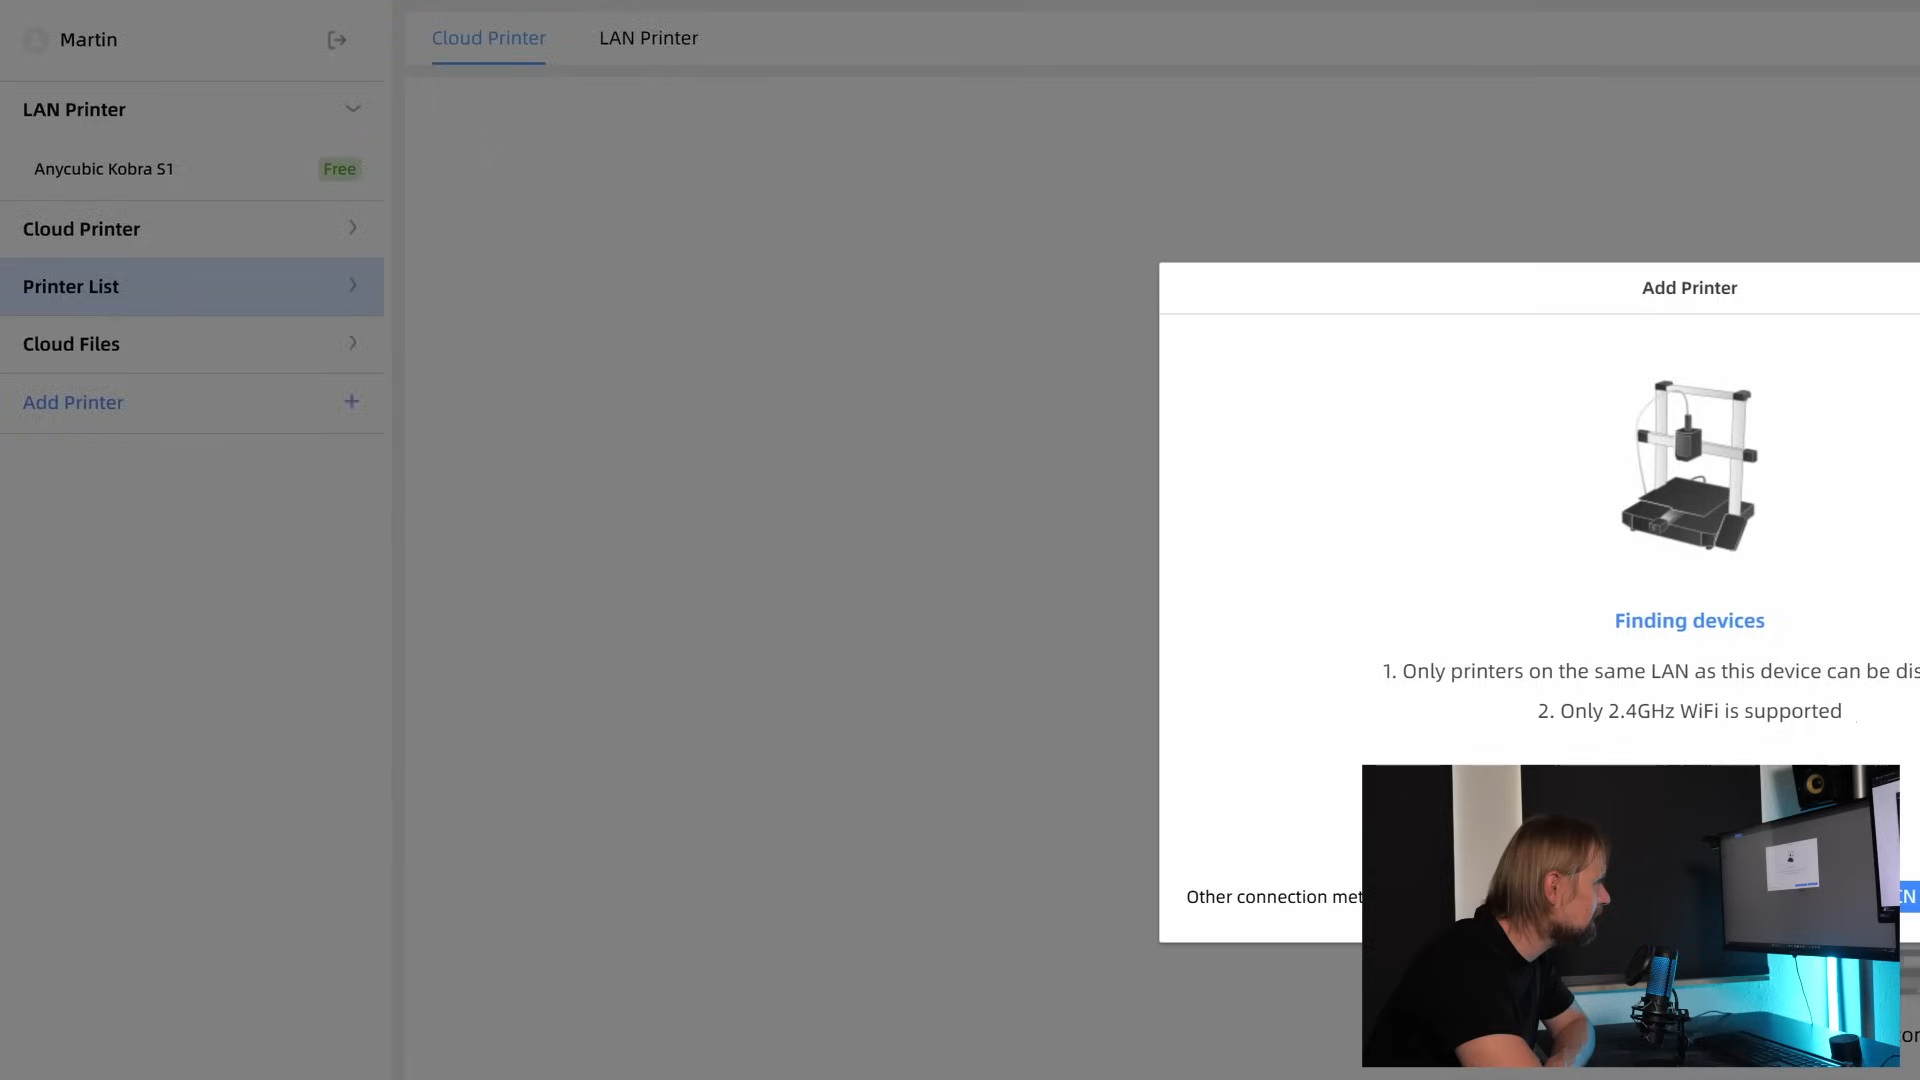 Martin
Cloud Printer
LAN Printer
LAN Printer
Anycubic Kobra S1
Free
Cloud Printer
Printer List
Cloud Files
Add Printer
Add Printer
Finding devices
1. Only printers on the same LAN as this device can be
2. Only 2.4GHz WiFi is supported
Other connection